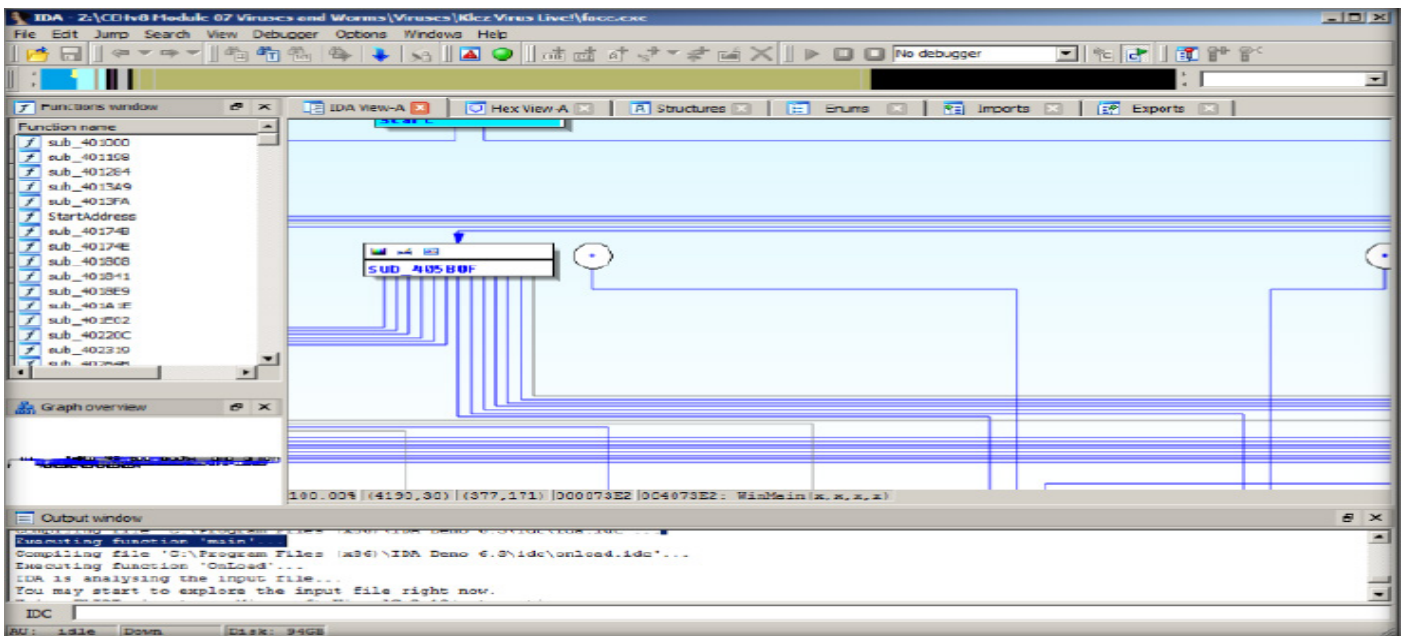 IDA - Z:\CEHv8 Module 07 Viruses and Worms\Viruses\Klez Virus Live!\face.exe
File Edit Jump Search View Debugger Options Windows Help
No debugger
Functions window
IDA View-A
Hex View-A
Structures
Enums
Imports
Exports
Function name
sub_401000
sub_401198
sub_401284
sub_4013A9
sub_4013FA
StartAddress
sub_40174B
sub_40174E
sub_401808
sub_401841
sub_4018E9
sub_401A1E
sub_401E02
sub_40220C
sub_402319
start
sub_405B0F
Graph overview
100.00% (4190,30) (377,171) 000073E2 004073E2: WinMain(x,x,x,x)
Output window
Executing function 'main'...
Compiling file 'C:\Program Files (x86)\IDA Demo 6.3\idc\onload.idc'...
Executing function 'OnLoad'...
IDA is analysing the input file...
You may start to explore the input file right now.
IDC
AU: idle Down Disk: 94GB